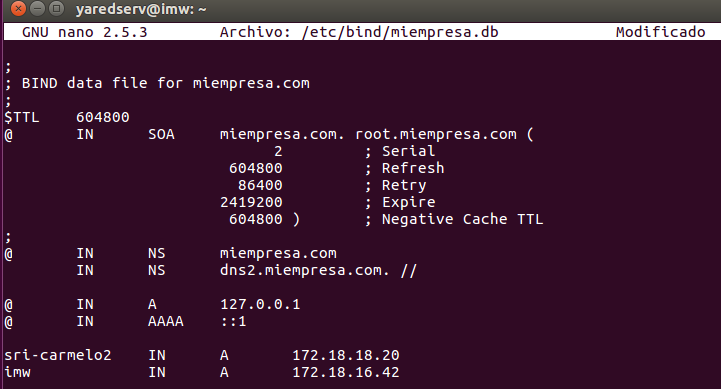 yaredserv@imw: ~
GNU nano 2.5.3 Archivo: /etc/bind/miempresa.db Modificado
;
; BIND data file for miempresa.com
;
$TTL 604800
@ IN SOA miempresa.com. root.miempresa.com (
2 ; Serial
604800 ; Refresh
86400 ; Retry
2419200 ; Expire
604800 ) ; Negative Cache TTL
;
@ IN NS miempresa.com
IN NS dns2.miempresa.com. //
@ IN A 127.0.0.1
@ IN AAAA ::1
sri-carmelo2 IN A 172.18.18.20
imw IN A 172.18.16.42